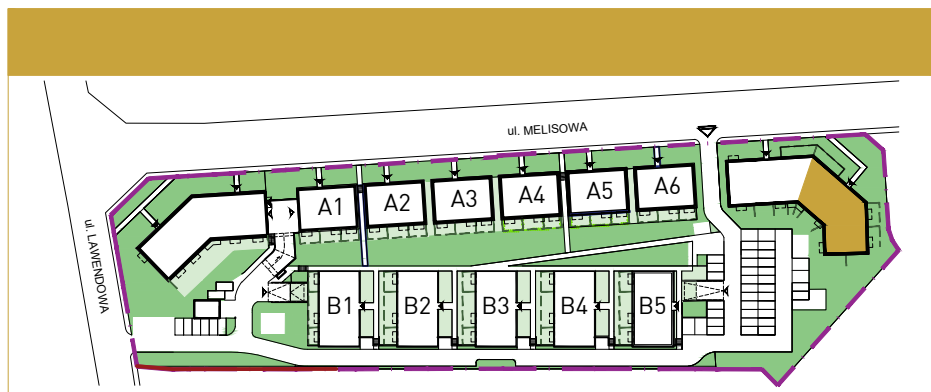 ul. MELISOWA
ul. LAWENDOWA
A1
A2
A3
A4
A5
A6
B1
B2
B3
B4
B5